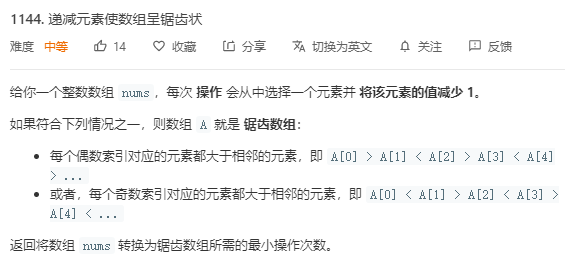 1144. 递减元素使数组呈锯齿状
难度 中等 14 收藏 分享 切换为英文 关注 反馈
给你一个整数数组 nums，每次 操作 会从中选择一个元素并 将该元素的值减少 1。
如果符合下列情况之一，则数组 A 就是 锯齿数组：
• 每个偶数索引对应的元素都大于相邻的元素，即 A[0] > A[1] < A[2] > A[3] < A[4]
> ...
• 或者，每个奇数索引对应的元素都大于相邻的元素，即 A[0] < A[1] > A[2] < A[3] >
A[4] < ...
返回将数组 nums 转换为锯齿数组所需的最小操作次数。